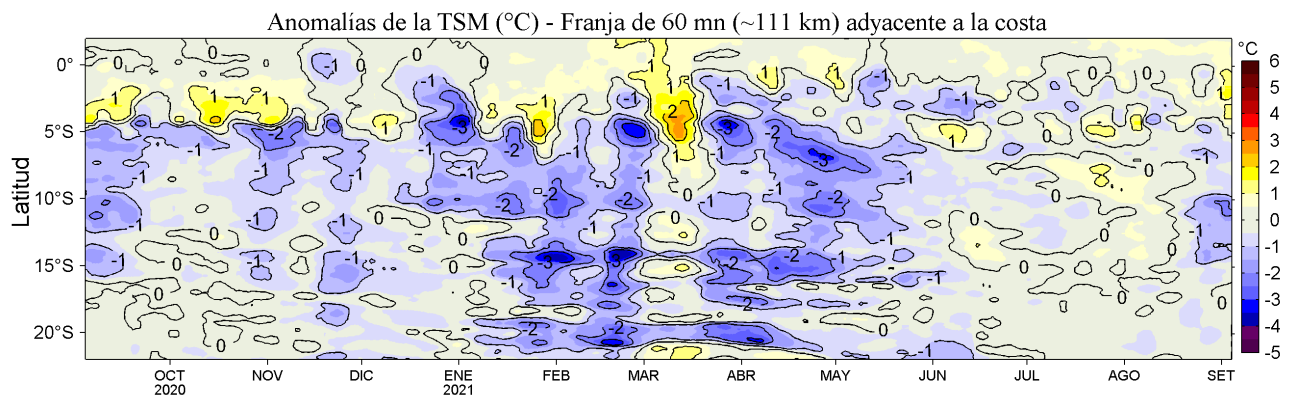 Anomalías de la TSM (°C) - Franja de 60 mn (~111 km) adyacente a la costa
°C
Latitud
0°
5°S
10°S
15°S
20°S
6
5
4
3
2
1
0
-1
-2
-3
-4
-5
OCT NOV DIC ENE FEB MAR ABR MAY JUN JUL AGO SET
2020 2021